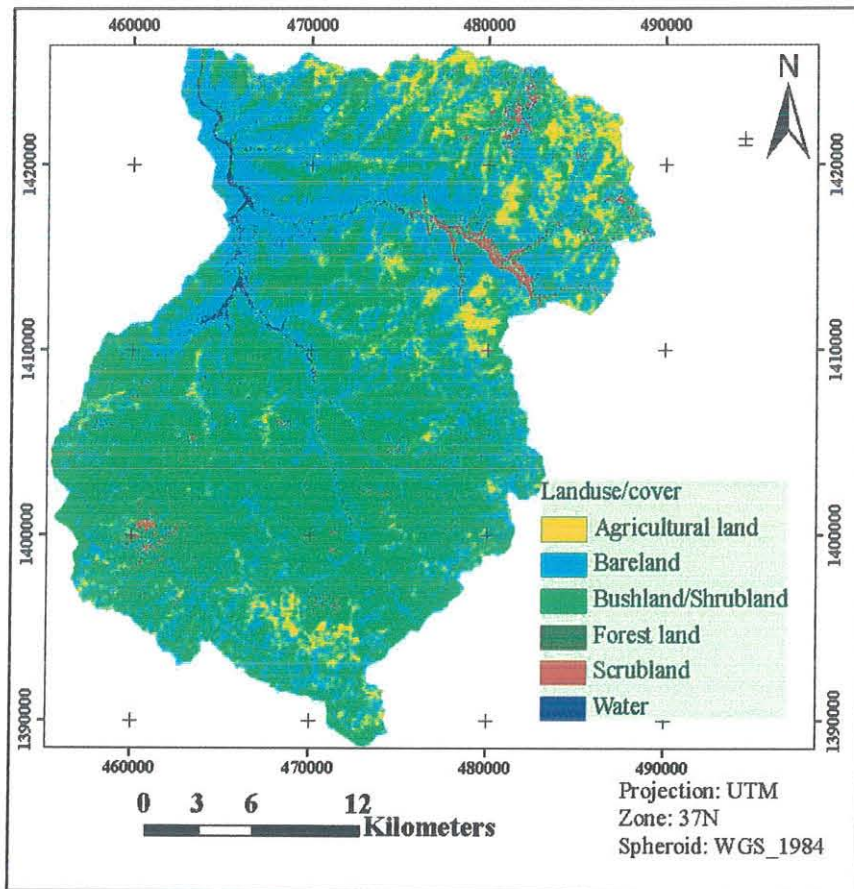 460000 470000 480000 490000
N
1420000 1420000
1410000 1410000
1400000 1400000
1390000 1390000
Landuse/cover
Agricultural land
Bareland
Bushland/Shrubland
Forest land
Scrubland
Water
460000 470000 480000 490000
0 3 6 12
Kilometers
Projection: UTM
Zone: 37N
Spheroid: WGS_1984